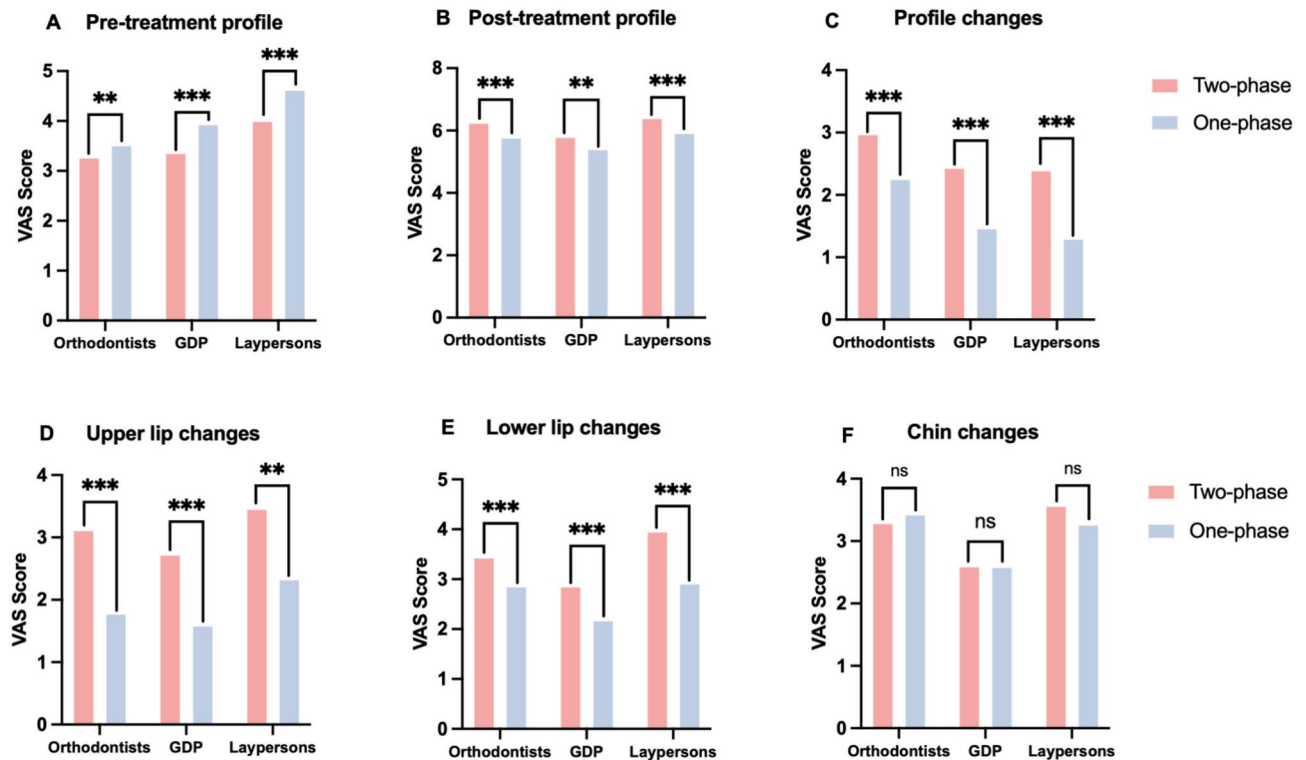 A Pre-treatment profile
VAS Score
5
4
3
2
1
0
**
***
***
Orthodontists GDP Laypersons
B Post-treatment profile
VAS Score
8
6
4
2
0
***
**
***
Orthodontists GDP Laypersons
C Profile changes
VAS Score
4
3
2
1
0
***
***
***
Orthodontists GDP Laypersons
Two-phase
One-phase
D Upper lip changes
VAS Score
4
3
2
1
0
***
***
**
Orthodontists GDP Laypersons
E Lower lip changes
VAS Score
5
4
3
2
1
0
***
***
***
Orthodontists GDP Laypersons
F Chin changes
VAS Score
4
3
2
1
0
ns
ns
ns
Orthodontists GDP Laypersons
Two-phase
One-phase